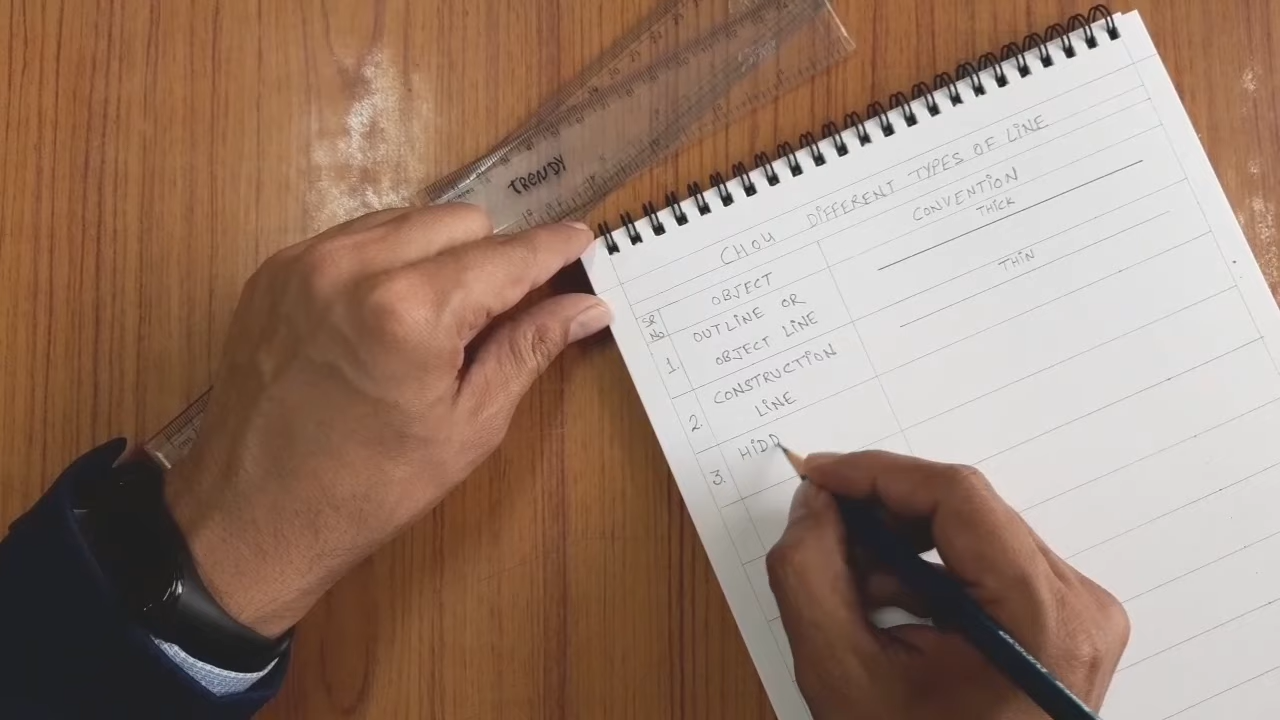 TRENDY
CHOU DIFFERENT TYPES OF LINE
SR NO OBJECT CONVENTION
1. OUTLINE OR
OBJECT LINE
THICK
2. CONSTRUCTION
LINE
THIN
3. HIDD